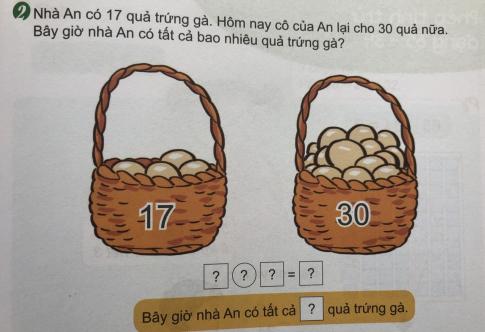 2 Nhà An có 17 quả trứng gà. Hôm nay cô của An lại cho 30 quả nữa.
Bây giờ nhà An có tất cả bao nhiêu quả trứng gà?
17 30
? ? ? = ?
Bây giờ nhà An có tất cả ? quả trứng gà.